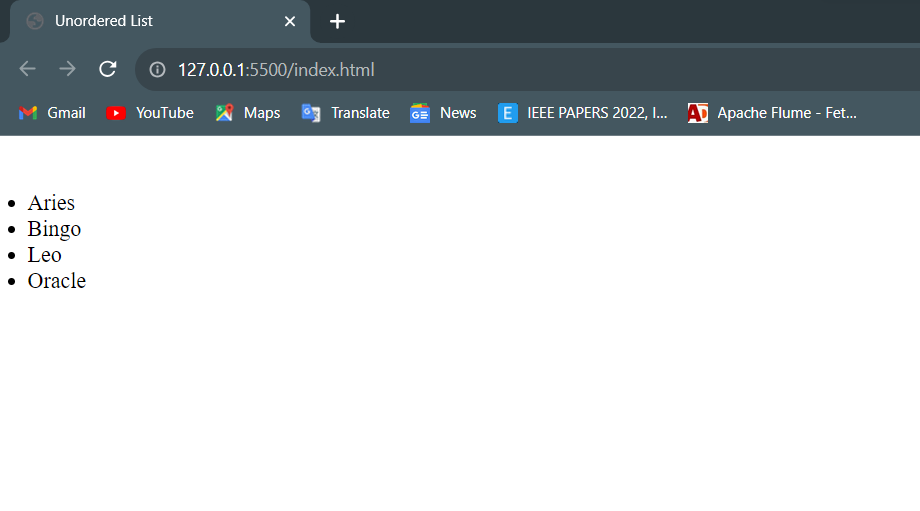 Unordered List
127.0.0.1:5500/index.html
Gmail YouTube Maps Translate News IEEE PAPERS 2022, I... Apache Flume - Fet...
Aries
Bingo
Leo
Oracle